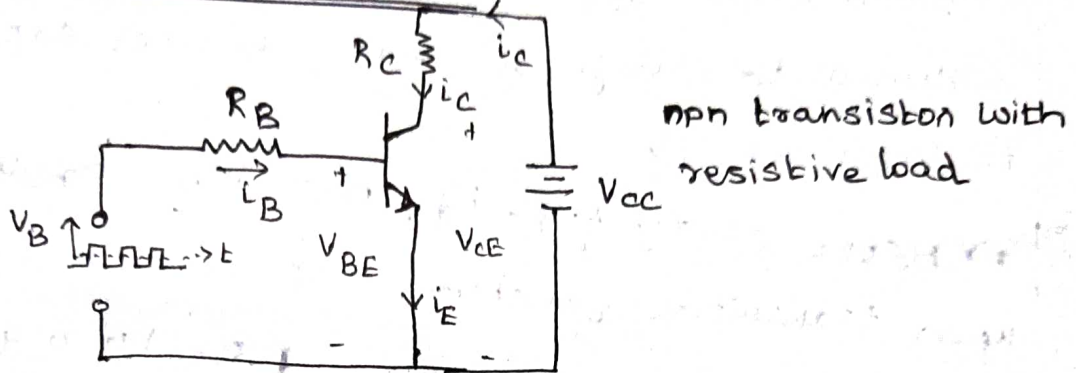 RC
iC
iC
RB
+
npn transiston with
resistive load
iB
+
VCC
VB
t
VBE
VCE
iE
-
-